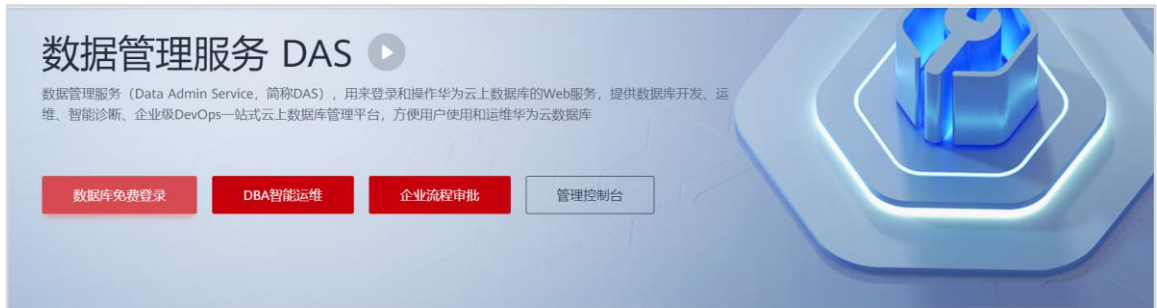 数据管理服务 DAS
数据管理服务（Data Admin Service，简称DAS），用来登录和操作华为云上数据库的Web服务，提供数据库开发、运
维、智能诊断、企业级DevOps一站式云上数据库管理平台，方便用户使用和运维华为云数据库
数据库免费登录 DBA智能运维 企业流程审批 管理控制台